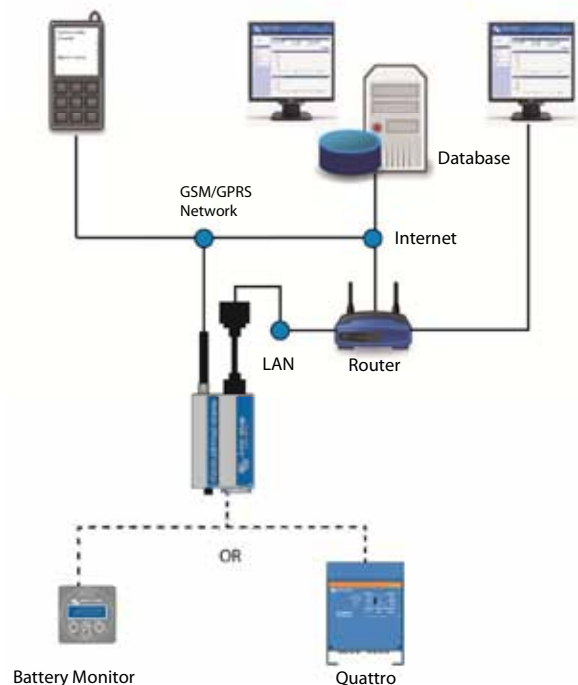 Database
GSM/GPRS
Network
Internet
LAN
Router
OR
Battery Monitor
Quattro